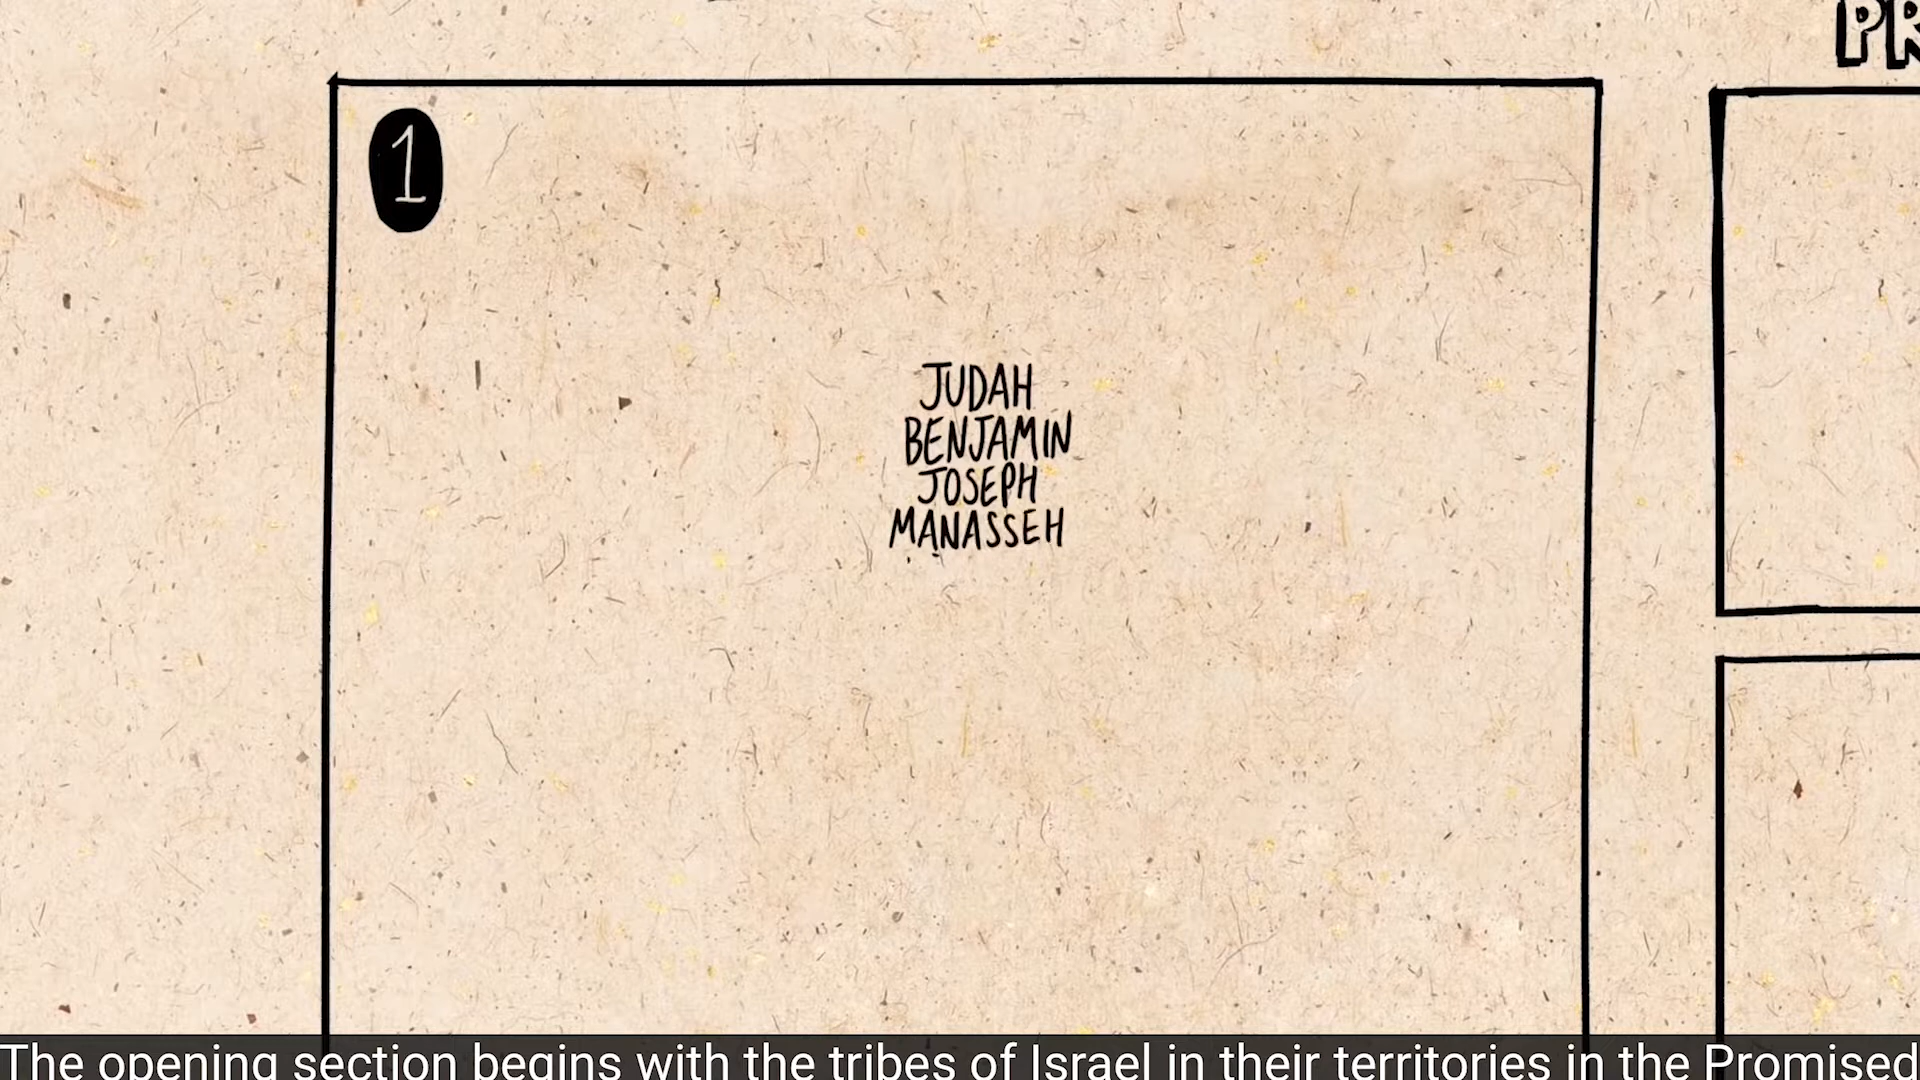 PR
1
JUDAH
BENJAMIN
JOSEPH
MANASSEH
The opening section begins with the tribes of Israel in their territories in the Promised